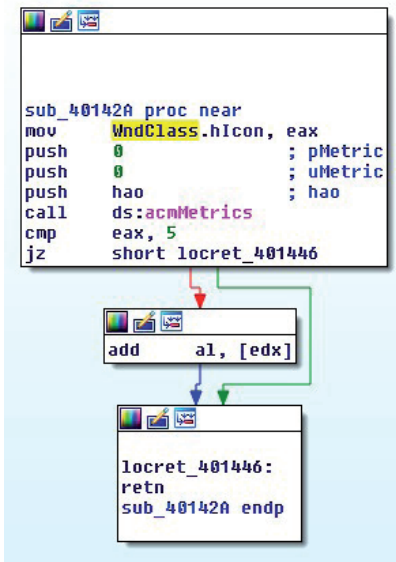 sub_40142A proc near
mov WndClass.hIcon, eax
push 0 ; pMetric
push 0 ; uMetric
push hao ; hao
call ds:acmMetrics
cmp eax, 5
jz short locret_401446
add al, [edx]
locret_401446:
retn
sub_40142A endp